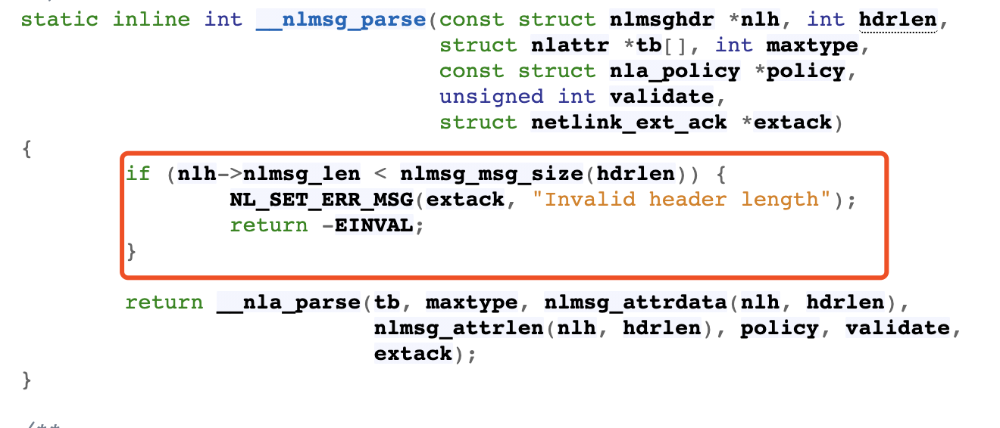 static inline int __nlmsg_parse(const struct nlmsghdr *nlh, int hdrlen,
struct nlattr *tb[], int maxtype,
const struct nla_policy *policy,
unsigned int validate,
struct netlink_ext_ack *extack)
{
if (nlh->nlmsg_len < nlmsg_msg_size(hdrlen)) {
NL_SET_ERR_MSG(extack, "Invalid header length");
return -EINVAL;
}
return __nla_parse(tb, maxtype, nlmsg_attrdata(nlh, hdrlen),
nlmsg_attrlen(nlh, hdrlen), policy, validate,
extack);
}
/**